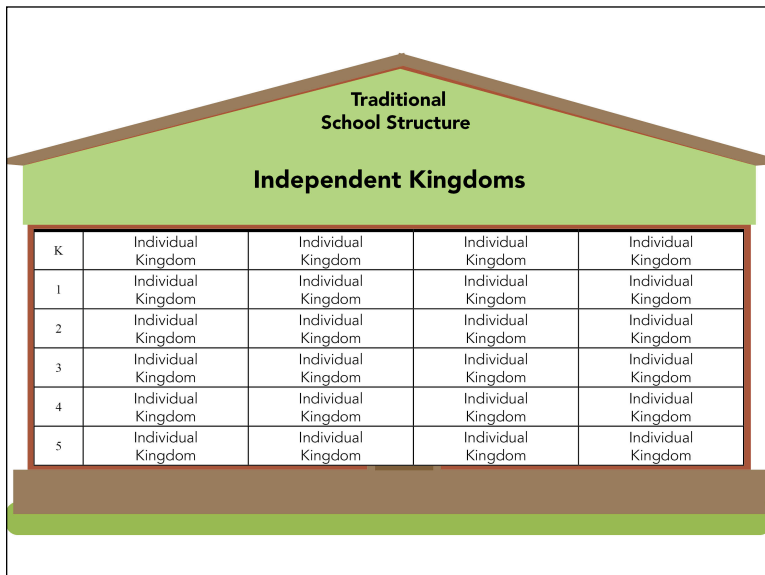 Traditional
School Structure
Independent Kingdoms
K Individual Kingdom Individual Kingdom Individual Kingdom Individual Kingdom
1 Individual Kingdom Individual Kingdom Individual Kingdom Individual Kingdom
2 Individual Kingdom Individual Kingdom Individual Kingdom Individual Kingdom
3 Individual Kingdom Individual Kingdom Individual Kingdom Individual Kingdom
4 Individual Kingdom Individual Kingdom Individual Kingdom Individual Kingdom
5 Individual Kingdom Individual Kingdom Individual Kingdom Individual Kingdom